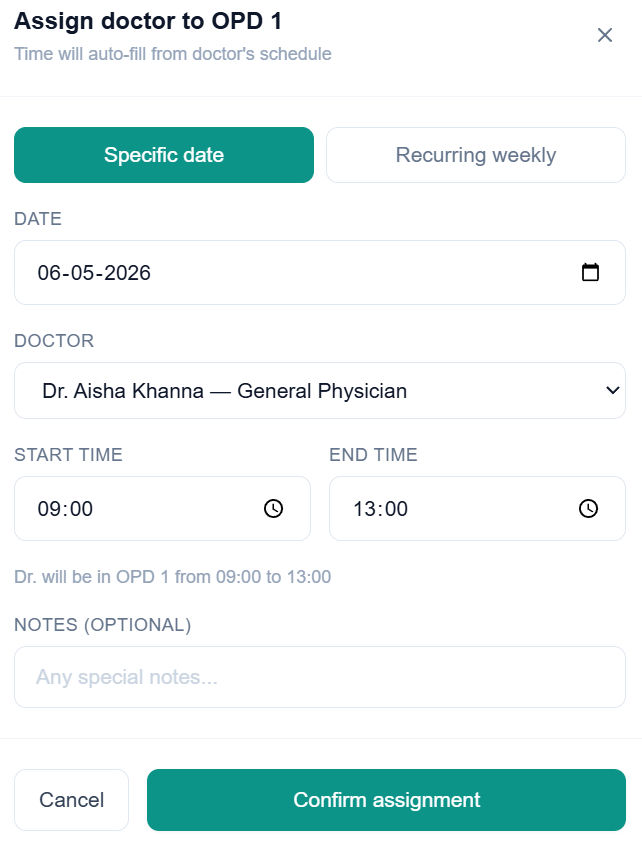 Assign doctor to OPD 1
Time will auto-fill from doctor's schedule
Specific date
Recurring weekly
DATE
06-05-2026
DOCTOR
Dr. Aisha Khanna — General Physician
START TIME
END TIME
09:00
13:00
Dr. will be in OPD 1 from 09:00 to 13:00
NOTES (OPTIONAL)
Any special notes...
Cancel
Confirm assignment